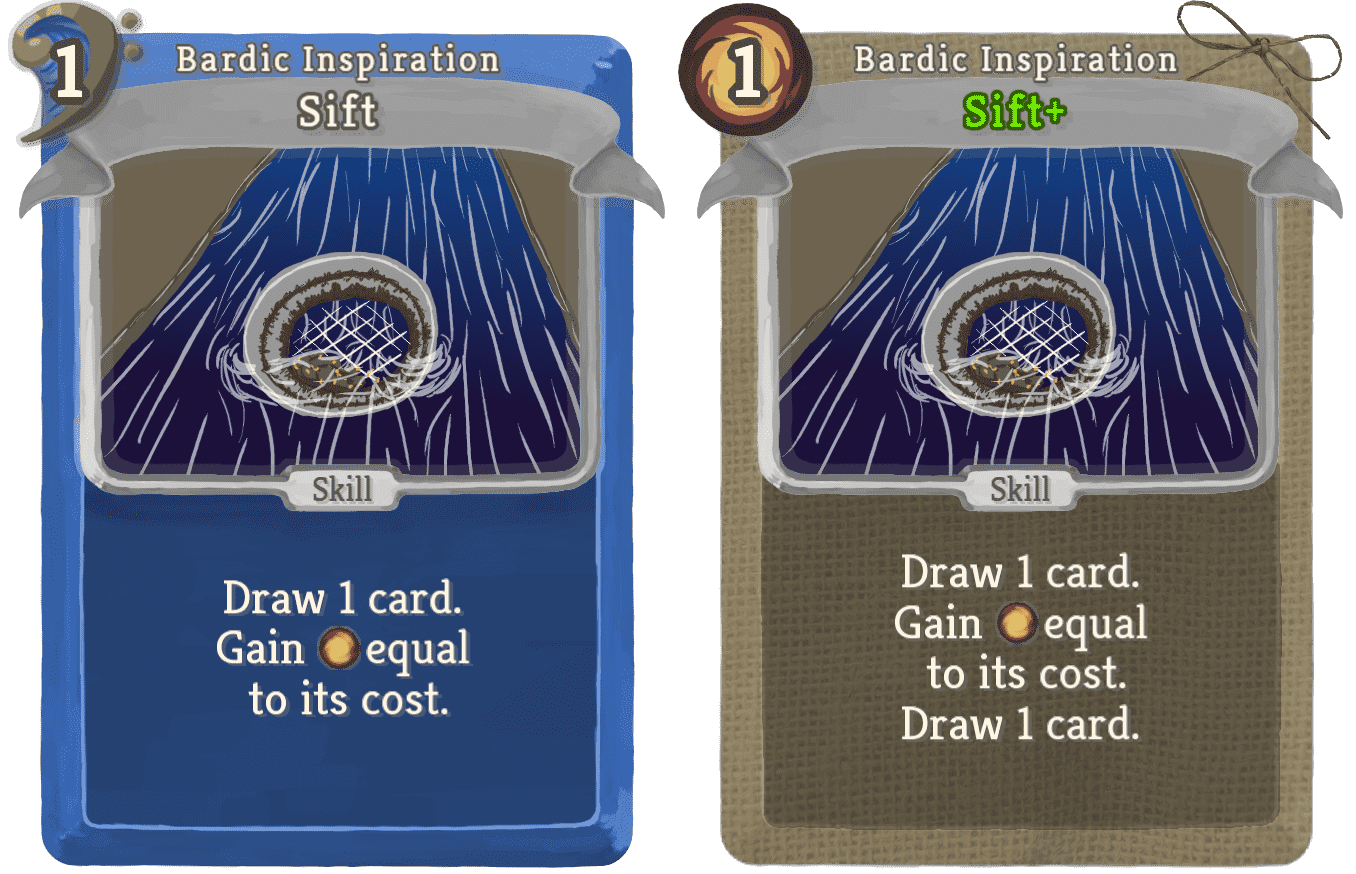 1
Bardic Inspiration
Sift
Skill
Draw 1 card.
Gain equal
to its cost.
1
Bardic Inspiration
Sift+
Skill
Draw 1 card.
Gain equal
to its cost.
Draw 1 card.